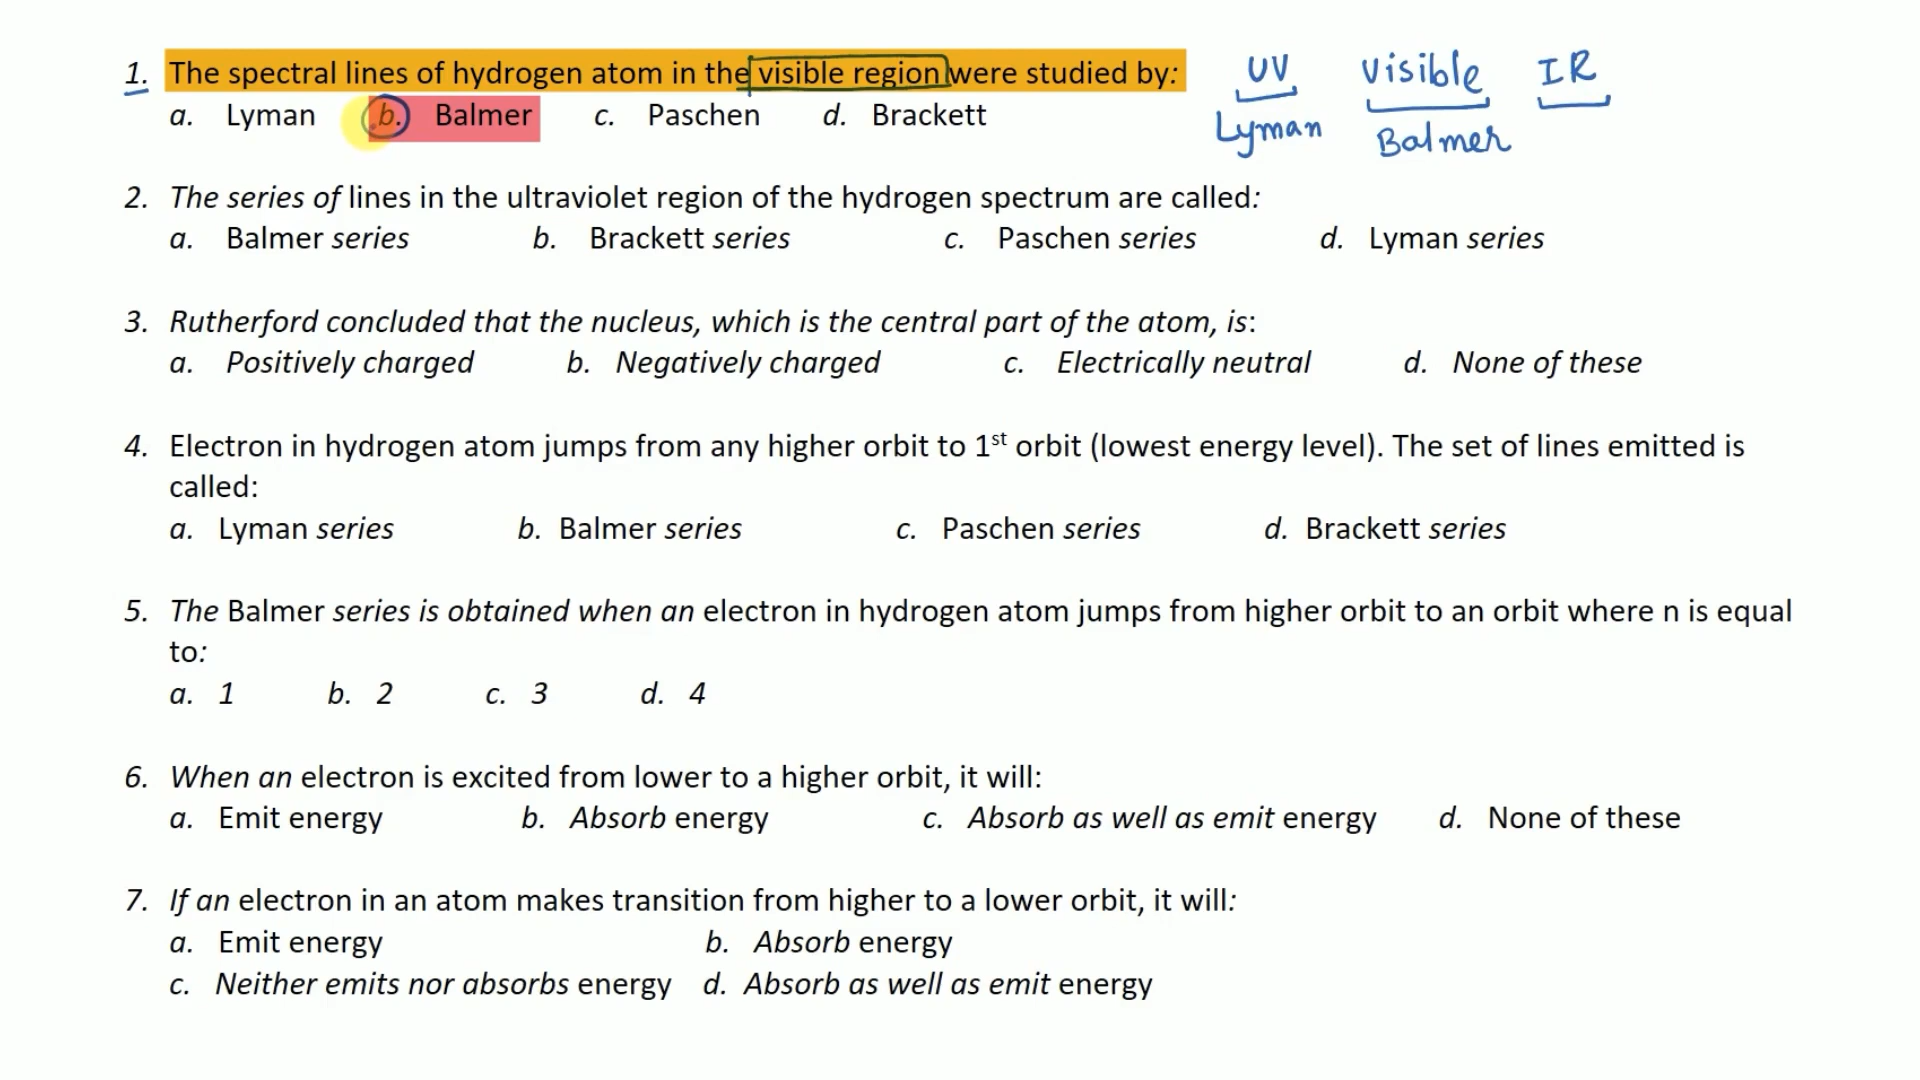 1. The spectral lines of hydrogen atom in the visible region were studied by:
a. Lyman b. Balmer c. Paschen d. Brackett
UV Visible IR
Lyman Balmer
2. The series of lines in the ultraviolet region of the hydrogen spectrum are called:
a. Balmer series b. Brackett series c. Paschen series d. Lyman series
3. Rutherford concluded that the nucleus, which is the central part of the atom, is:
a. Positively charged b. Negatively charged c. Electrically neutral d. None of these
4. Electron in hydrogen atom jumps from any higher orbit to 1st orbit (lowest energy level). The set of lines emitted is
called:
a. Lyman series b. Balmer series c. Paschen series d. Brackett series
5. The Balmer series is obtained when an electron in hydrogen atom jumps from higher orbit to an orbit where n is equal
to:
a. 1 b. 2 c. 3 d. 4
6. When an electron is excited from lower to a higher orbit, it will:
a. Emit energy b. Absorb energy c. Absorb as well as emit energy d. None of these
7. If an electron in an atom makes transition from higher to a lower orbit, it will:
a. Emit energy b. Absorb energy
c. Neither emits nor absorbs energy d. Absorb as well as emit energy